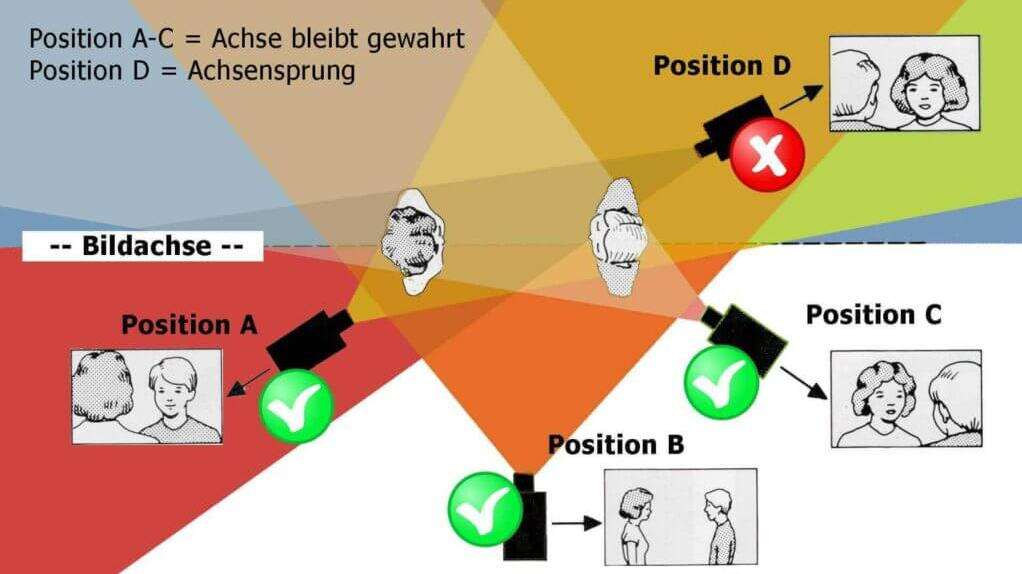 Position A-C = Achse bleibt gewahrt
Position D = Achsensprung
Position D
-- Bildachse --
Position A
Position C
Position B